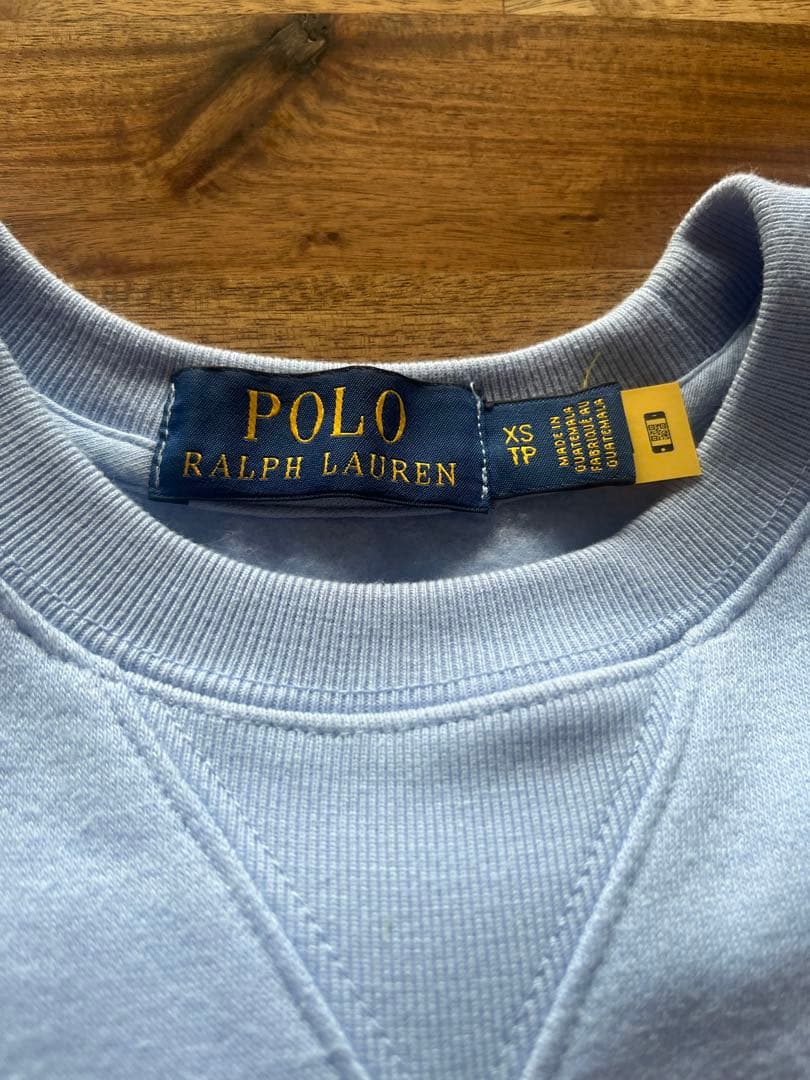 POLO
RALPH LAUREN
XS
TP
MADE IN
GUATEMALA
FABRIQUÉ AU
GUATEMALA